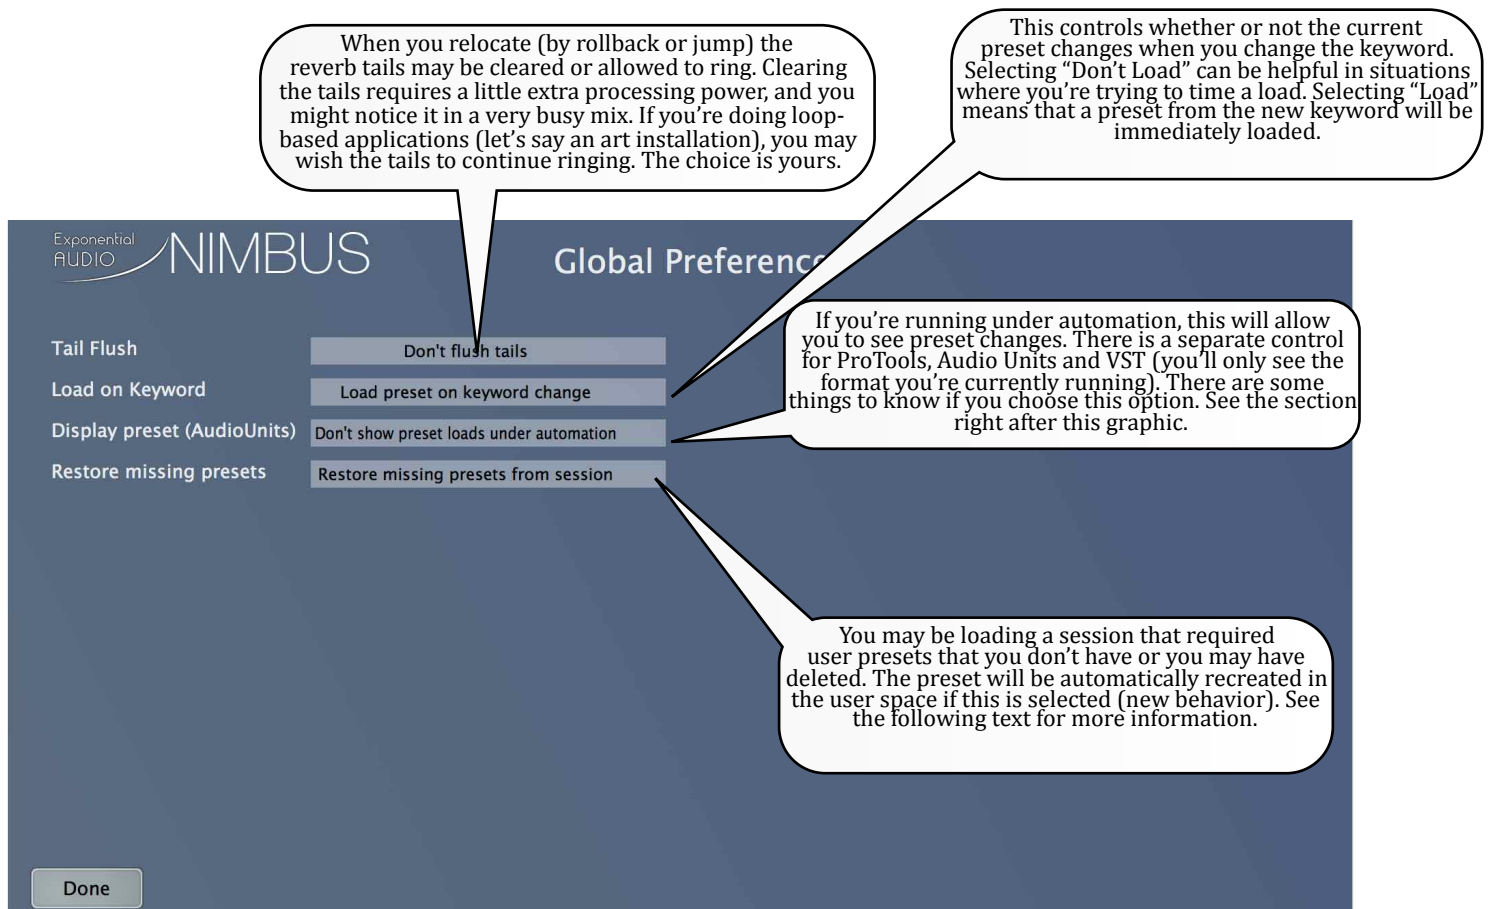 When you relocate (by rollback or jump) the
reverb tails may be cleared or allowed to ring. Clearing
the tails requires a little extra processing power, and you
might notice it in a very busy mix. If you’re doing loop-
based applications (let’s say an art installation), you may
wish the tails to continue ringing. The choice is yours.
This controls whether or not the current
preset changes when you change the keyword.
Selecting “Don’t Load” can be helpful in situations
where you’re trying to time a load. Selecting “Load”
means that a preset from the new keyword will be
immediately loaded.
Exponential
AUDIO
NIMBUS
Global Preferenc
Tail Flush
Don't flush tails
Load on Keyword
Load preset on keyword change
Display preset (AudioUnits)
Don't show preset loads under automation
Restore missing presets
Restore missing presets from session
If you’re running under automation, this will allow
you to see preset changes. There is a separate control
for ProTools, Audio Units and VST (you’ll only see the
format you’re currently running). There are some
things to know if you choose this option. See the section
right after this graphic.
You may be loading a session that required
user presets that you don’t have or you may have
deleted. The preset will be automatically recreated in
the user space if this is selected (new behavior). See
the following text for more information.
Done